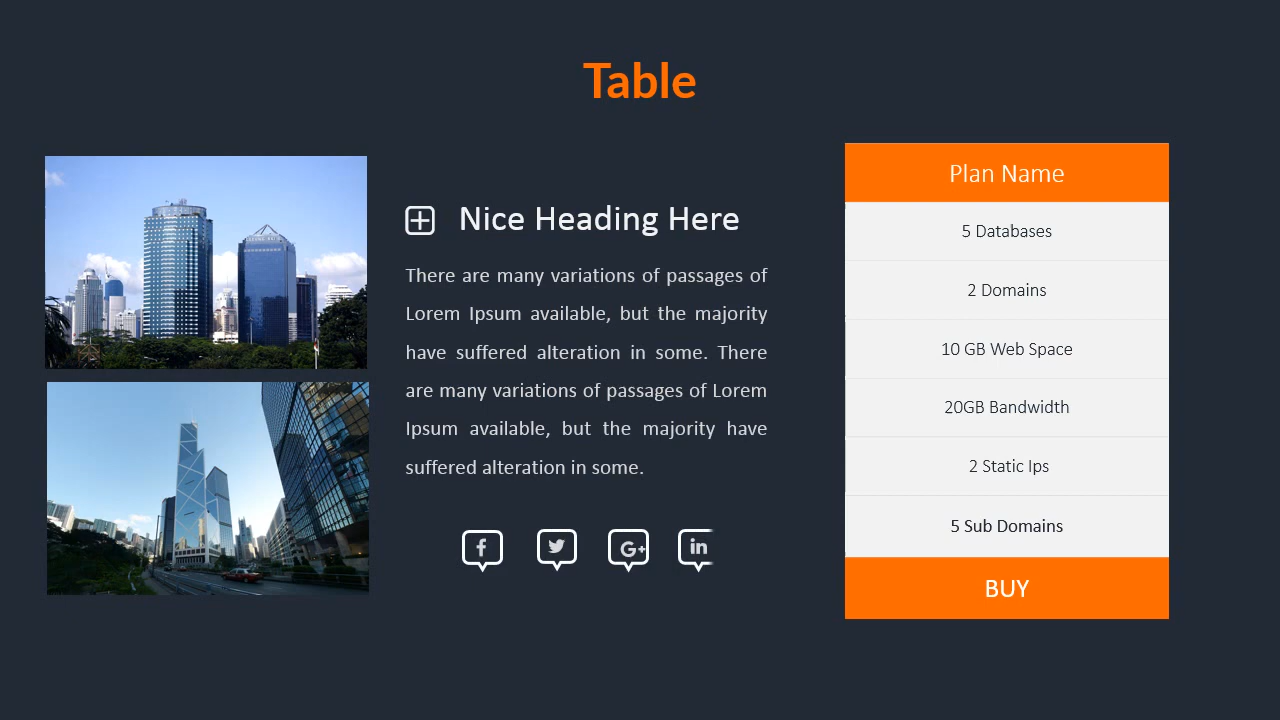 Table
Nice Heading Here
There are many variations of passages of
Lorem Ipsum available, but the majority
have suffered alteration in some. There
are many variations of passages of Lorem
Ipsum available, but the majority have
suffered alteration in some.
f
G+
in
Plan Name
5 Databases
2 Domains
10 GB Web Space
20GB Bandwidth
2 Static Ips
5 Sub Domains
BUY